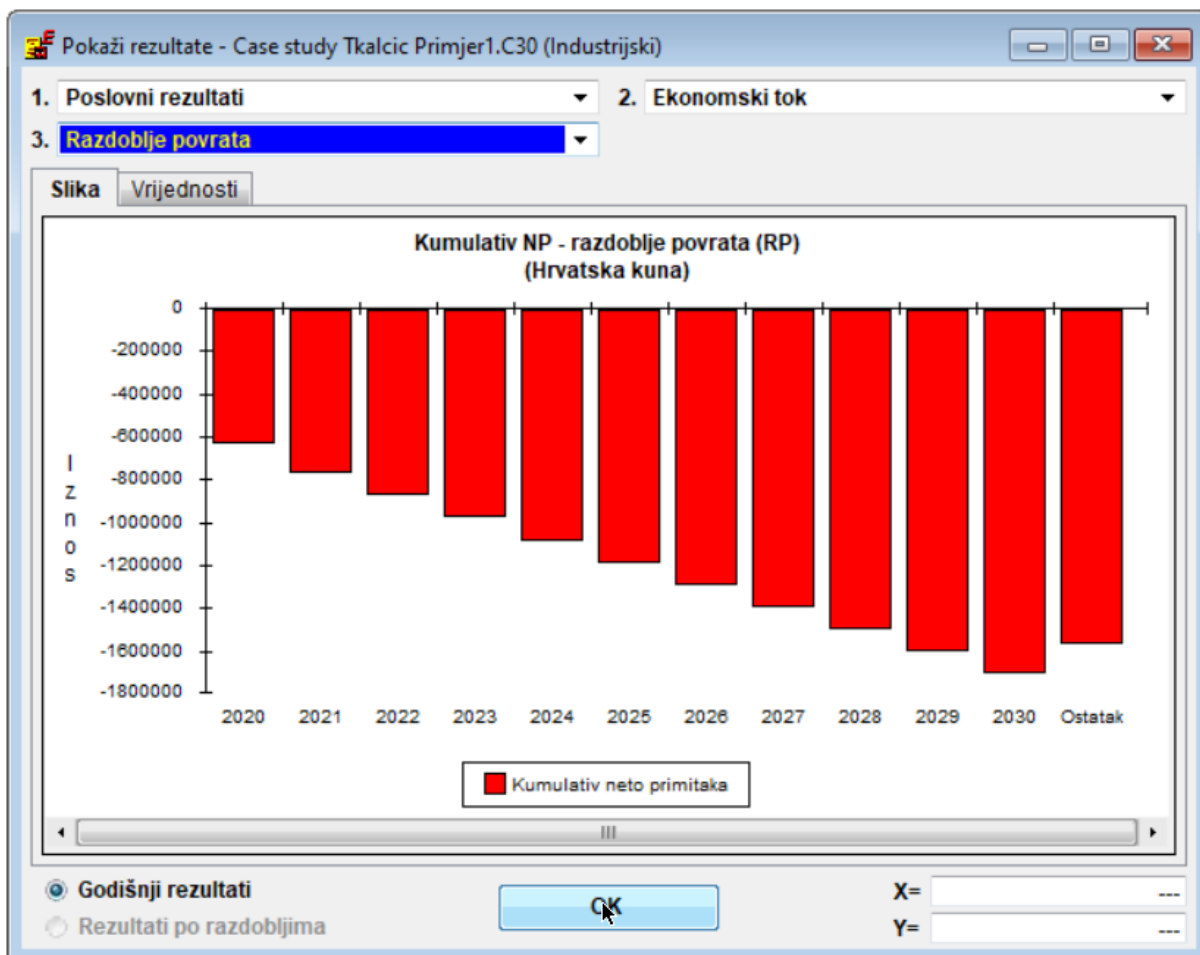 Pokaži rezultate - Case study Tkalcic Primjer1.C30 (Industrijski)
1. Poslovni rezultati
2. Ekonomski tok
3. Razdoblje povrata
Slika Vrijednosti
Kumulativ NP - razdoblje povrata (RP)
(Hrvatska kuna)
0
-200000
-400000
-600000
-800000
-1000000
-1200000
-1400000
-1600000
-1800000
Iznos
2020 2021 2022 2023 2024 2025 2026 2027 2028 2029 2030 Ostatak
Kumulativ neto primitaka
Godišnji rezultati
Rezultati po razdobljima
OK
X= ---
Y= ---